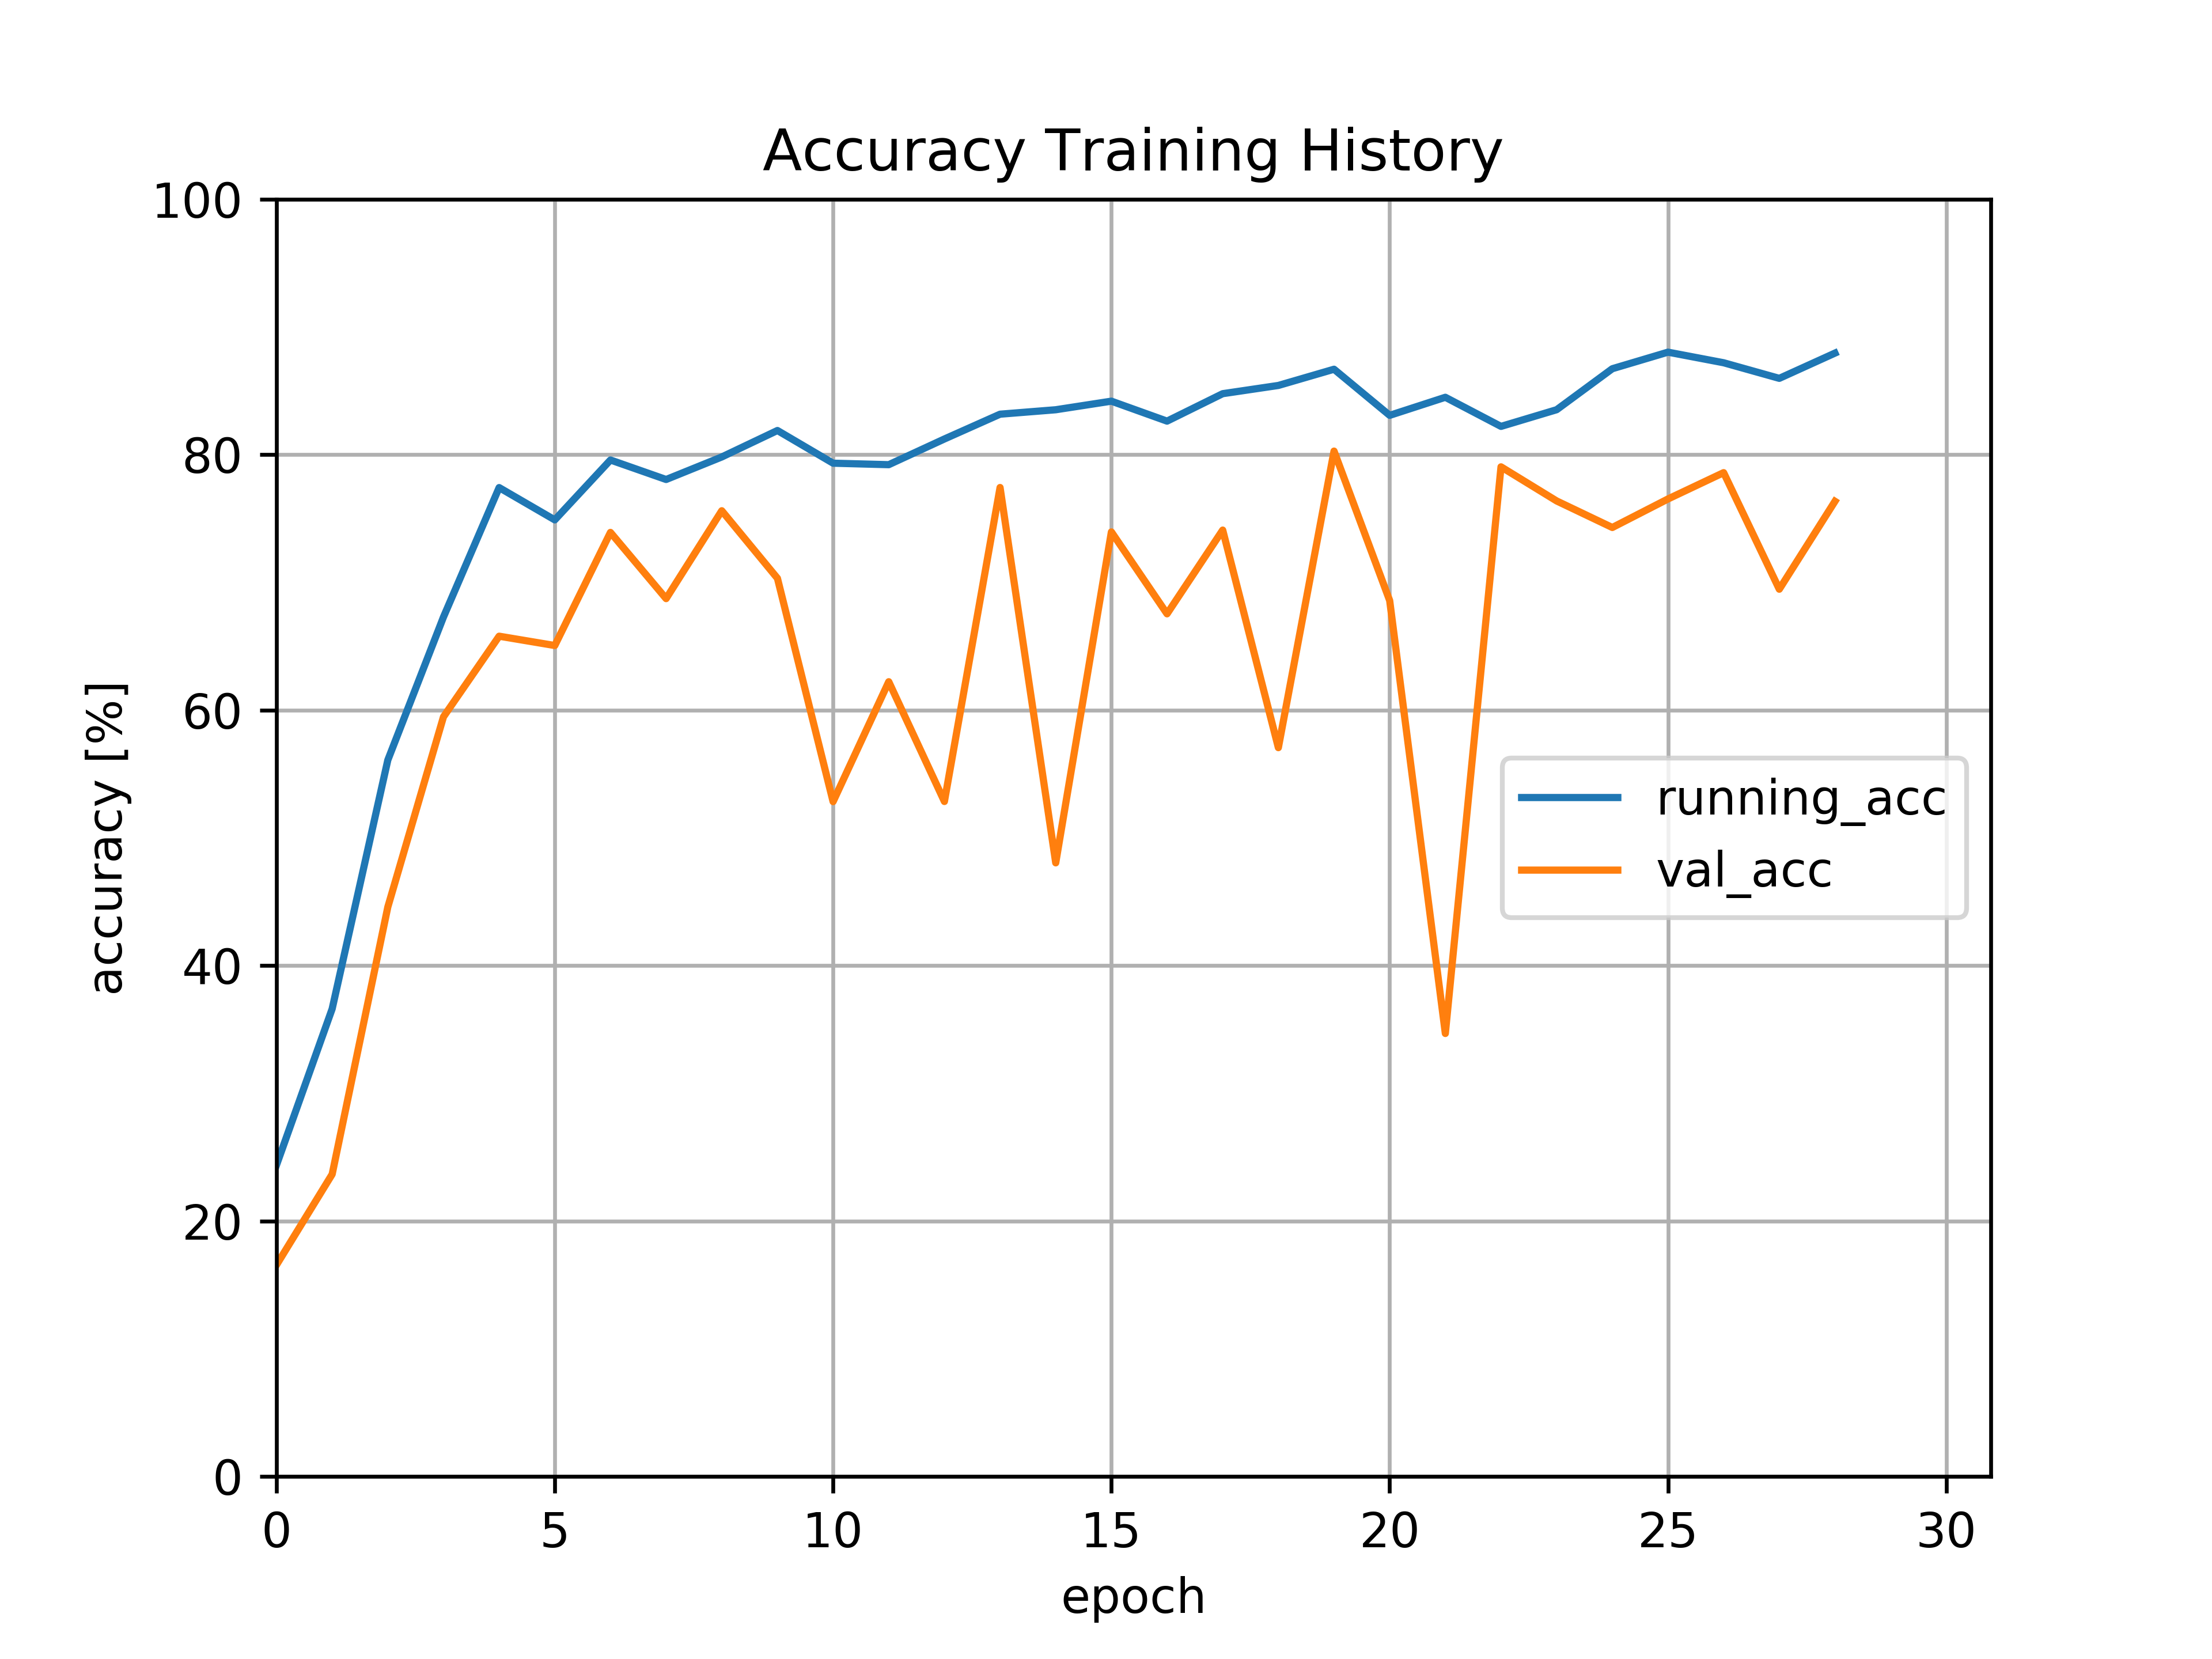 Accuracy Training History
100
80
60
40
20
0
accuracy [%]
running_acc
val_acc
0 5 10 15 20 25 30
epoch